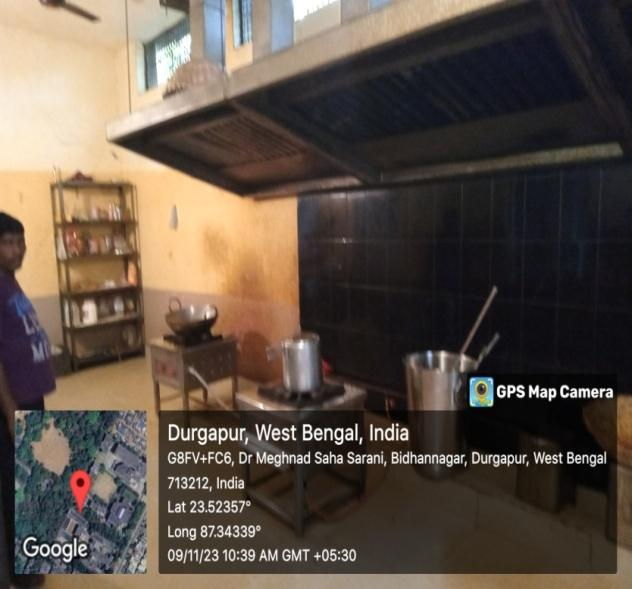 GPS Map Camera
Durgapur, West Bengal, India
G8FV+FC6, Dr Meghnad Saha Sarani, Bidhannagar, Durgapur, West Bengal
713212, India
Lat 23.52357°
Long 87.34339°
09/11/23 10:39 AM GMT +05:30
Google